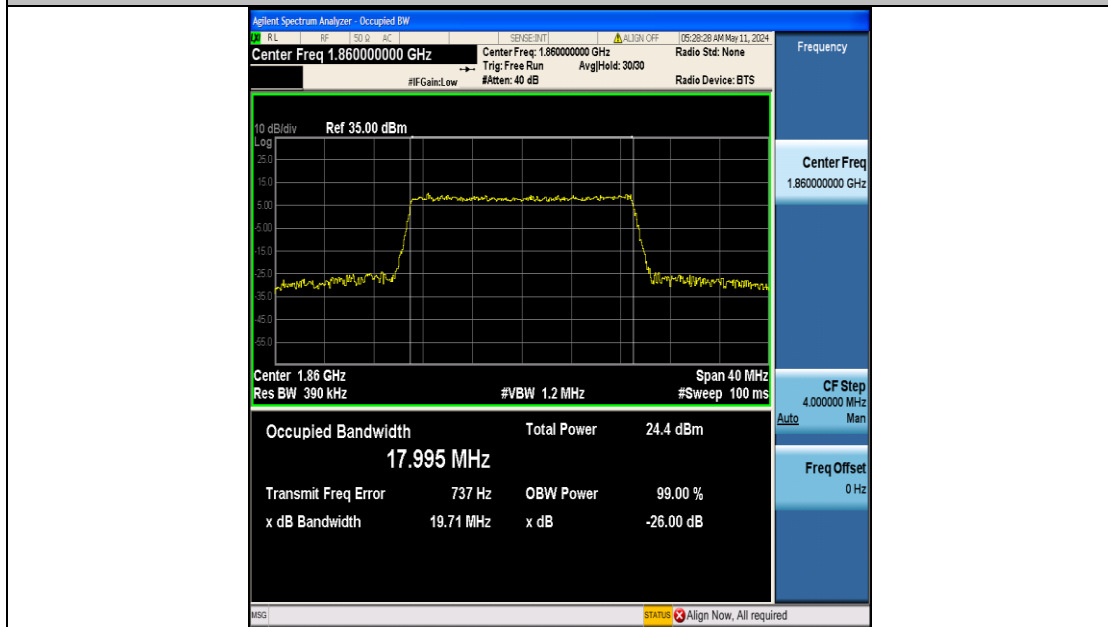 Agilent Spectrum Analyzer - Occupied BW
LXI RL RF 50 Ω AC SENSE:INT ALIGN OFF 05:28:28 AM May 11, 2024
Center Freq 1.860000000 GHz
Center Freq: 1.860000000 GHz Radio Std: None
Trig: Free Run Avg|Hold: 30/30
#IFGain:Low #Atten: 40 dB Radio Device: BTS
10 dB/div Ref 35.00 dBm
Log
25.0
15.0
5.00
-5.00
-15.0
-25.0
-35.0
-45.0
-55.0
Center 1.86 GHz Span 40 MHz
Res BW 390 kHz #VBW 1.2 MHz #Sweep 100 ms
Occupied Bandwidth Total Power 24.4 dBm
17.995 MHz
Transmit Freq Error 737 Hz OBW Power 99.00 %
x dB Bandwidth 19.71 MHz x dB -26.00 dB
MSG STATUS Align Now, All required
Frequency
Center Freq
1.860000000 GHz
CF Step
4.000000 MHz
Auto Man
Freq Offset
0 Hz